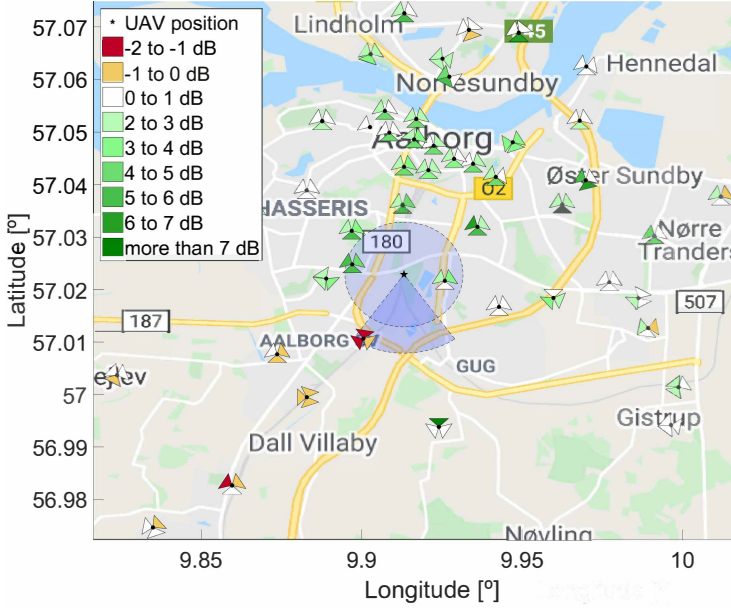 57.07
57.06
57.05
57.04
57.03
57.02
57.01
57
56.99
56.98
Latitude [º]
UAV position
-2 to -1 dB
-1 to 0 dB
0 to 1 dB
2 to 3 dB
3 to 4 dB
4 to 5 dB
5 to 6 dB
6 to 7 dB
more than 7 dB
Lindholm
45
Hennedal
Norresundby
Aalborg
Øster Sundby
O2
HASSERIS
180
Nørre
Tranders
507
187
AALBORG
GUG
ejlev
Gistrup
Dall Villaby
Nøvling
9.85
9.9
9.95
10
Longitude [º]